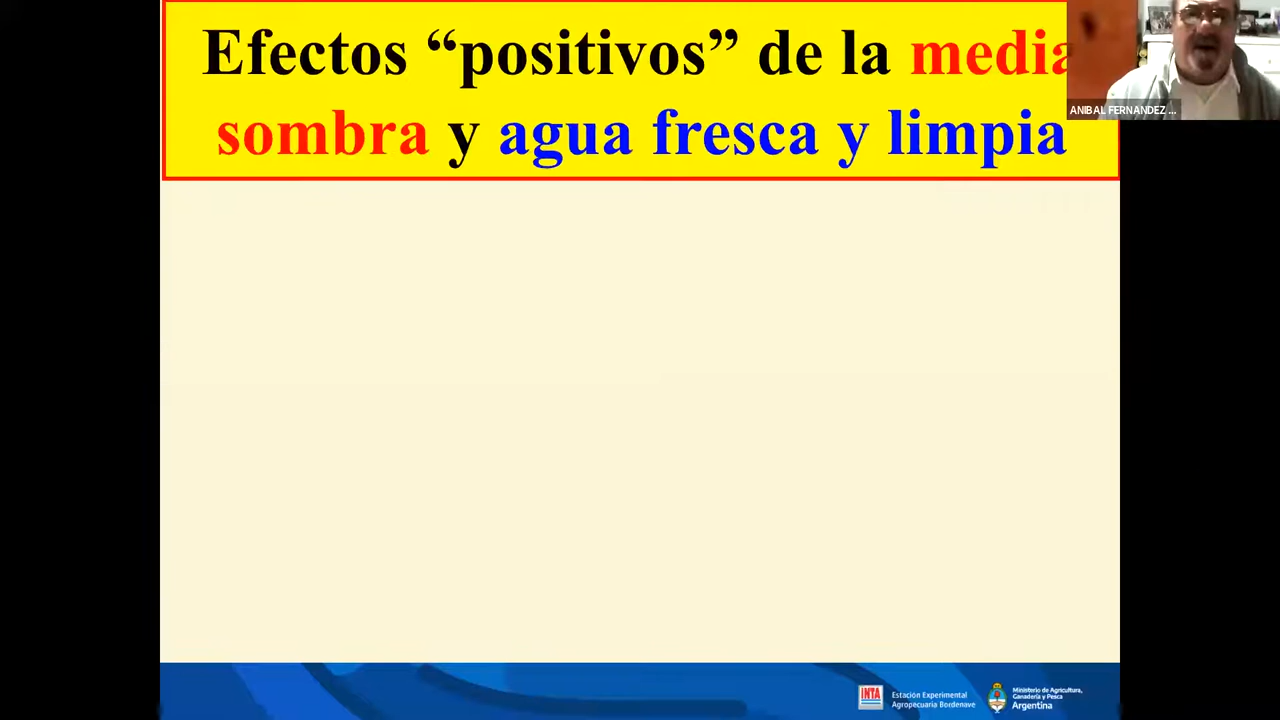 Efectos “positivos” de la media
sombra y agua fresca y limpia
ANIBAL FERNANDEZ ...
INTA
Estación Experimental
Agropecuaria Bordenave
Ministerio de Agricultura,
Ganadería y Pesca
Argentina